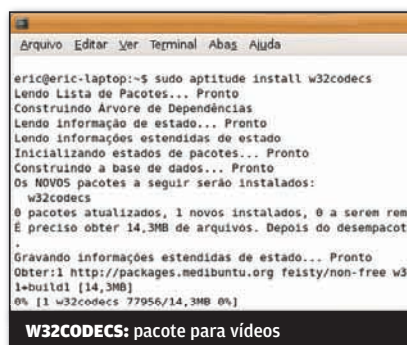 Arquivo Editar Ver Terminal Abas Ajuda
eric@eric-laptop:~$ sudo aptitude install w32codecs
Lendo Lista de Pacotes... Pronto
Construindo Árvore de Dependências
Lendo informação de estado... Pronto
Lendo informações estendidas de estado
Inicializando estados de pacotes... Pronto
Construindo a base de dados... Pronto
Os NOVOS pacotes a seguir serão instalados:
w32codecs
0 pacotes atualizados, 1 novos instalados, 0 a serem rem
É preciso obter 14,3MB de arquivos. Depois do desempacot
.
Gravando informações estendidas de estado... Pronto
Obter:1 http://packages.medibuntu.org feisty/non-free w3
1+build1 [14,3MB]
0% [1 w32codecs 77956/14,3MB 0%]
W32CODECS: pacote para vídeos